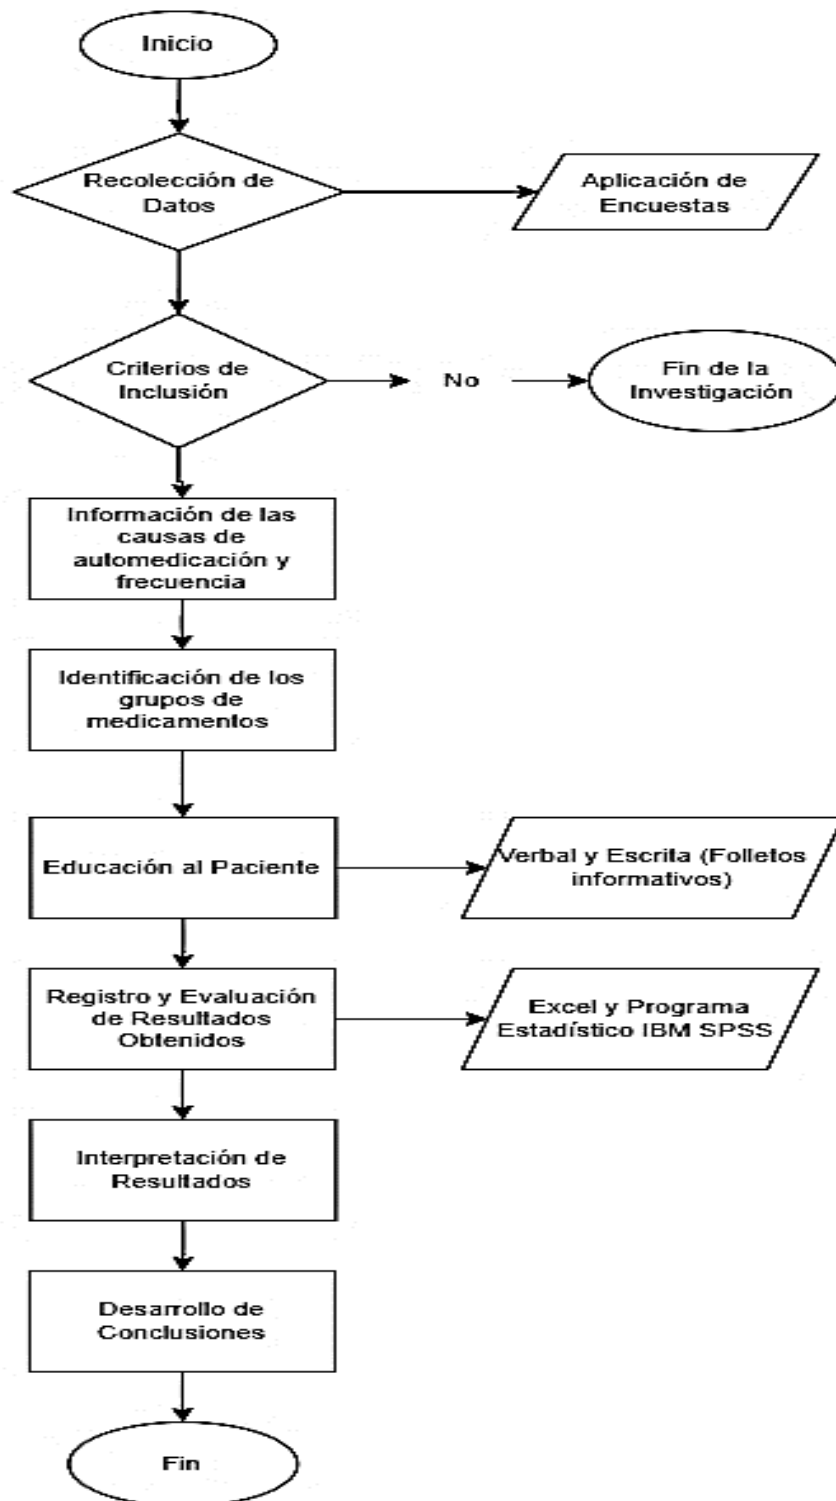 Inicio
Recolección de
Datos
Aplicación de
Encuestas
Criterios de
Inclusión
No
Fin de la
Investigación
Información de las
causas de
automedicación y
frecuencia
Identificación de los
grupos de
medicamentos
Educación al Paciente
Verbal y Escrita (Folletos
informativos)
Registro y Evaluación
de Resultados
Obtenidos
Excel y Programa
Estadístico IBM SPSS
Interpretación de
Resultados
Desarrollo de
Conclusiones
Fin